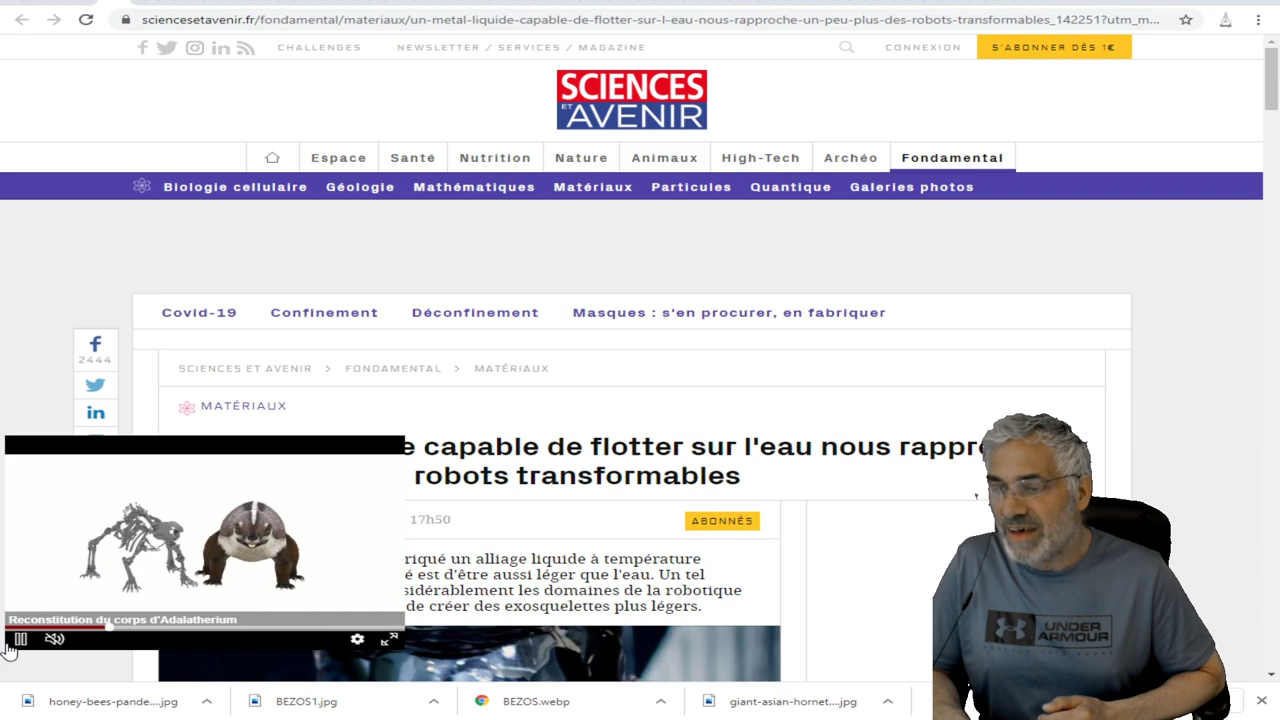 sciencesetavenir.fr/fondamental/materiaux/un-metal-liquide-capable-de-flotter-sur-l-eau-nous-rapproche-un-peu-plus-des-robots-transformables_142251?utm_m...
CHALLENGES NEWSLETTER / SERVICES / MAGAZINE CONNEXION S'ABONNER DÈS 1€
SCIENCES
ET AVENIR
Espace Santé Nutrition Nature Animaux High-Tech Archéo Fondamental
Biologie cellulaire Géologie Mathématiques Matériaux Particules Quantique Galeries photos
Covid-19 Confinement Déconfinement Masques : s'en procurer, en fabriquer
2444
SCIENCES ET AVENIR > FONDAMENTAL > MATÉRIAUX
MATÉRIAUX
e capable de flotter sur l'eau nous rappr
robots transformables
17h50 ABONNÉS
riqué un alliage liquide à température
é est d'être aussi léger que l'eau. Un tel
sidérablement les domaines de la robotique
de créer des exosquelettes plus légers.
Reconstitution du corps d'Adalatherium
UNDER
ARMOUR
honey-bees-pande....jpg BEZOS1.jpg BEZOS.webp giant-asian-hornet....jpg